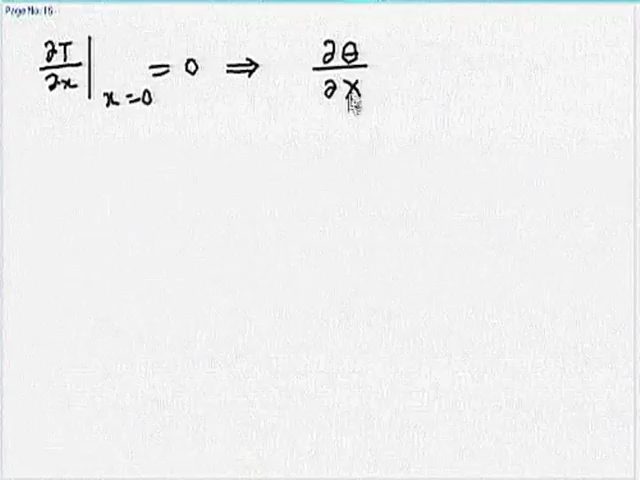 Page No: 15
∂T/∂x |ₓ₌₀ = 0 ⇒ ∂θ/∂X